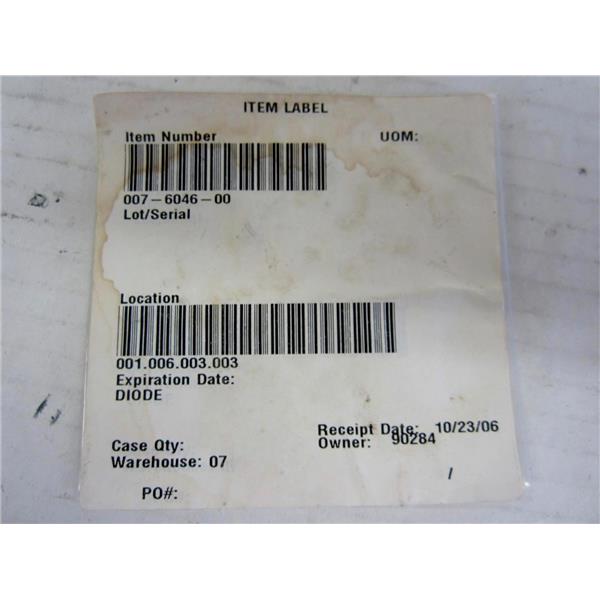 ITEM LABEL
Item Number UOM:
007-6046-00
Lot/Serial
Location
001.006.003.003
Expiration Date:
DIODE
Receipt Date: 10/23/06
Case Qty: Owner: 90284
Warehouse: 07
/
PO#: